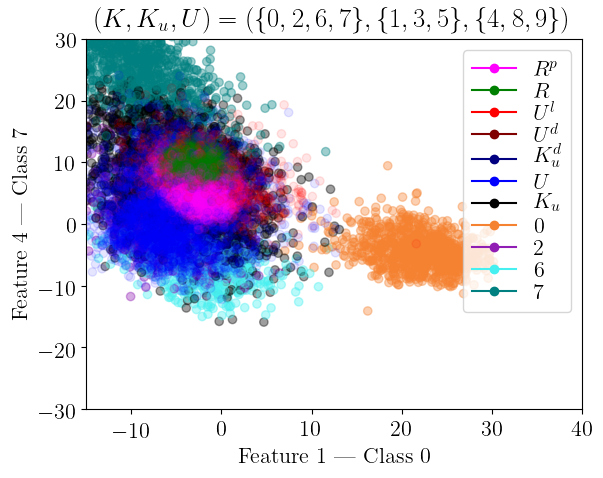 (K, K_u, U) = ({0, 2, 6, 7}, {1, 3, 5}, {4, 8, 9})
30
20
10
0
−10
−20
−30
Feature 4 — Class 7
−10
0
10
20
30
40
Feature 1 — Class 0
R^p
R
U^l
U^d
K_u^d
U
K_u
0
2
6
7